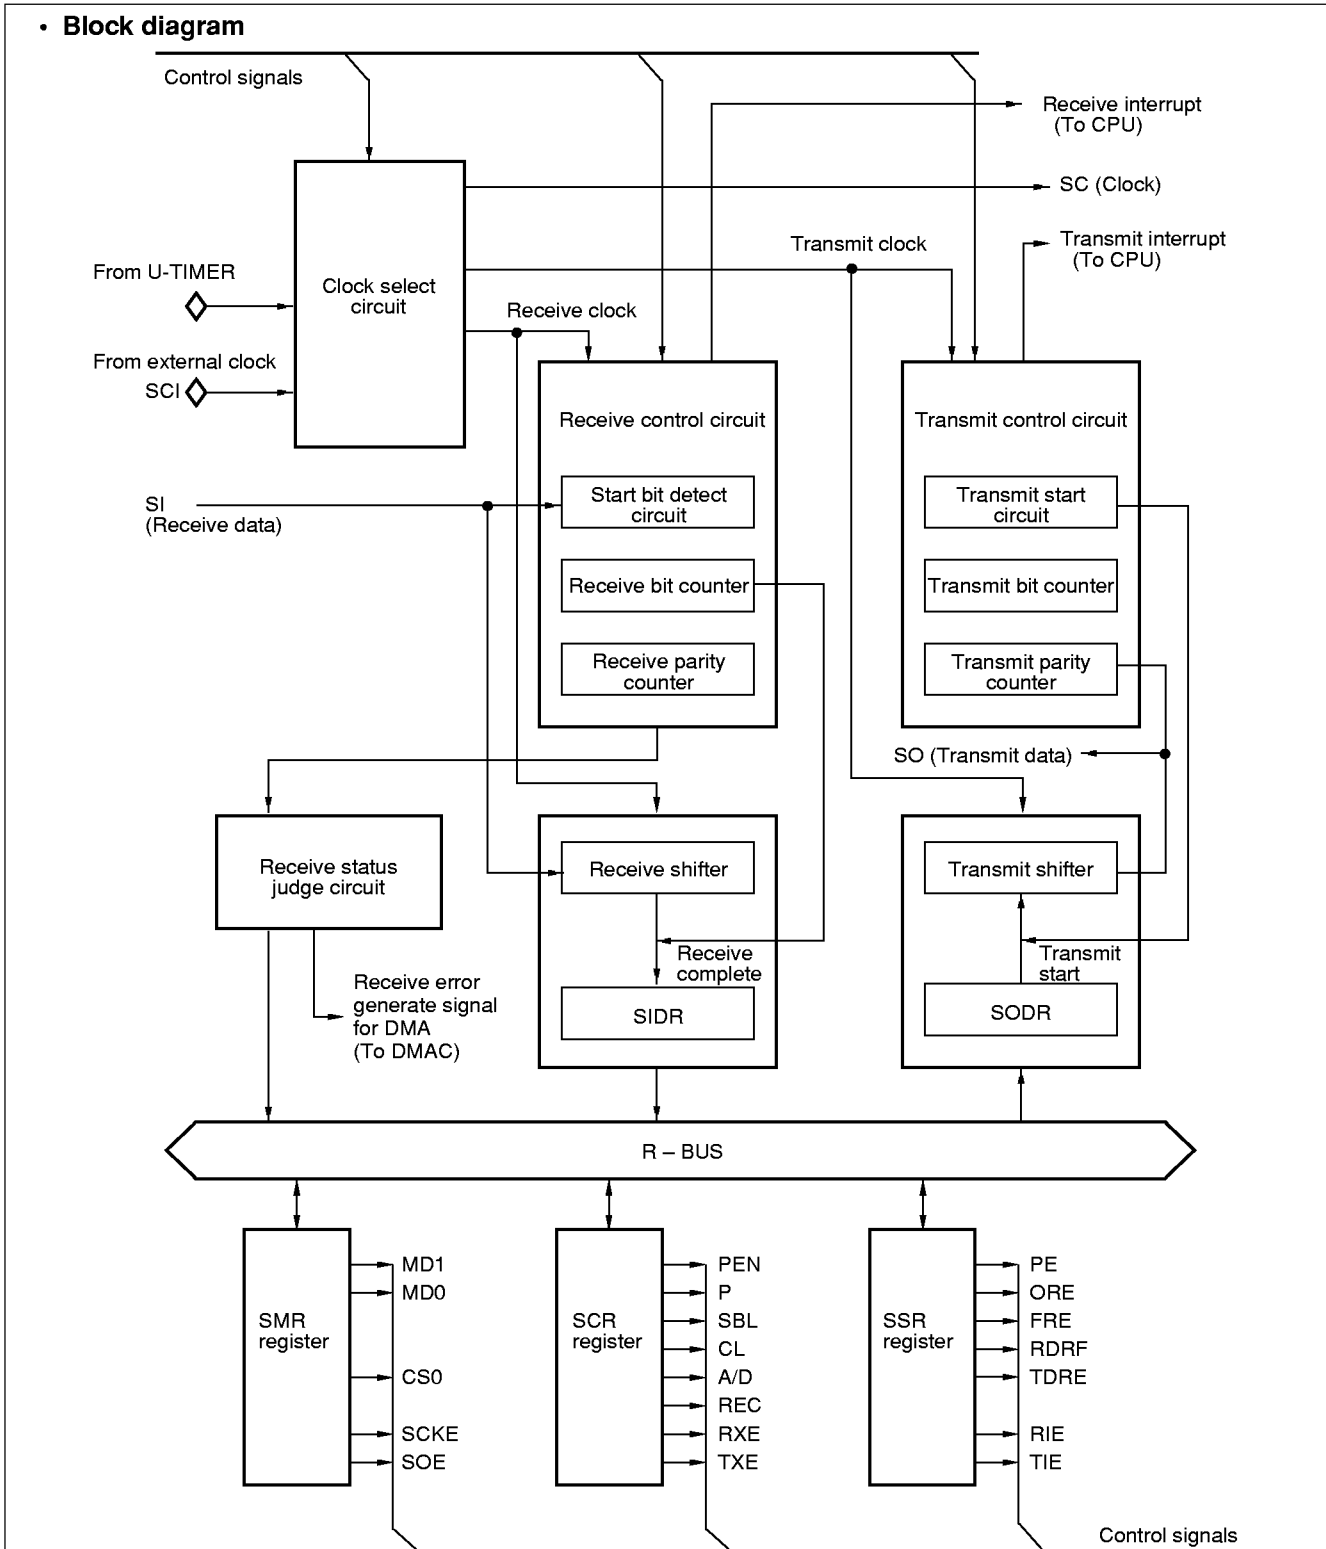 • Block diagram
Control signals
Receive interrupt
(To CPU)
SC (Clock)
Transmit clock
Transmit interrupt
(To CPU)
From U-TIMER
Clock select
circuit
Receive clock
From external clock
SCI
Receive control circuit
Transmit control circuit
SI
(Receive data)
Start bit detect
circuit
Transmit start
circuit
Receive bit counter
Transmit bit counter
Receive parity
counter
Transmit parity
counter
SO (Transmit data)
Receive status
judge circuit
Receive shifter
Transmit shifter
Receive
complete
Transmit
start
Receive error
generate signal
for DMA
(To DMAC)
SIDR
SODR
R – BUS
SMR
register
MD1
MD0
CS0
SCKE
SOE
SCR
register
PEN
P
SBL
CL
A/D
REC
RXE
TXE
SSR
register
PE
ORE
FRE
RDRF
TDRE
RIE
TIE
Control signals